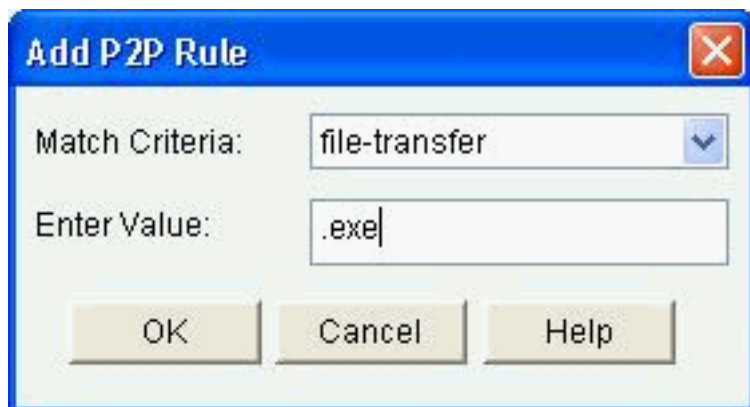 Add P2P Rule
Match Criteria: file-transfer
Enter Value: .exe
OK Cancel Help